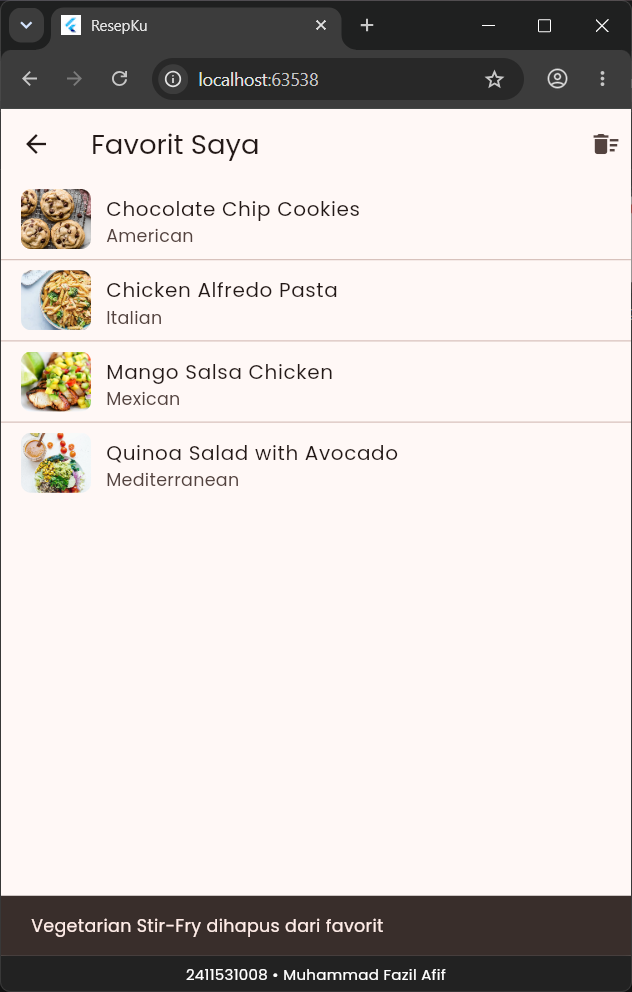 ResepKu
localhost:63538
Favorit Saya
Chocolate Chip Cookies
American
Chicken Alfredo Pasta
Italian
Mango Salsa Chicken
Mexican
Quinoa Salad with Avocado
Mediterranean
Vegetarian Stir-Fry dihapus dari favorit
2411531008 • Muhammad Fazil Afif